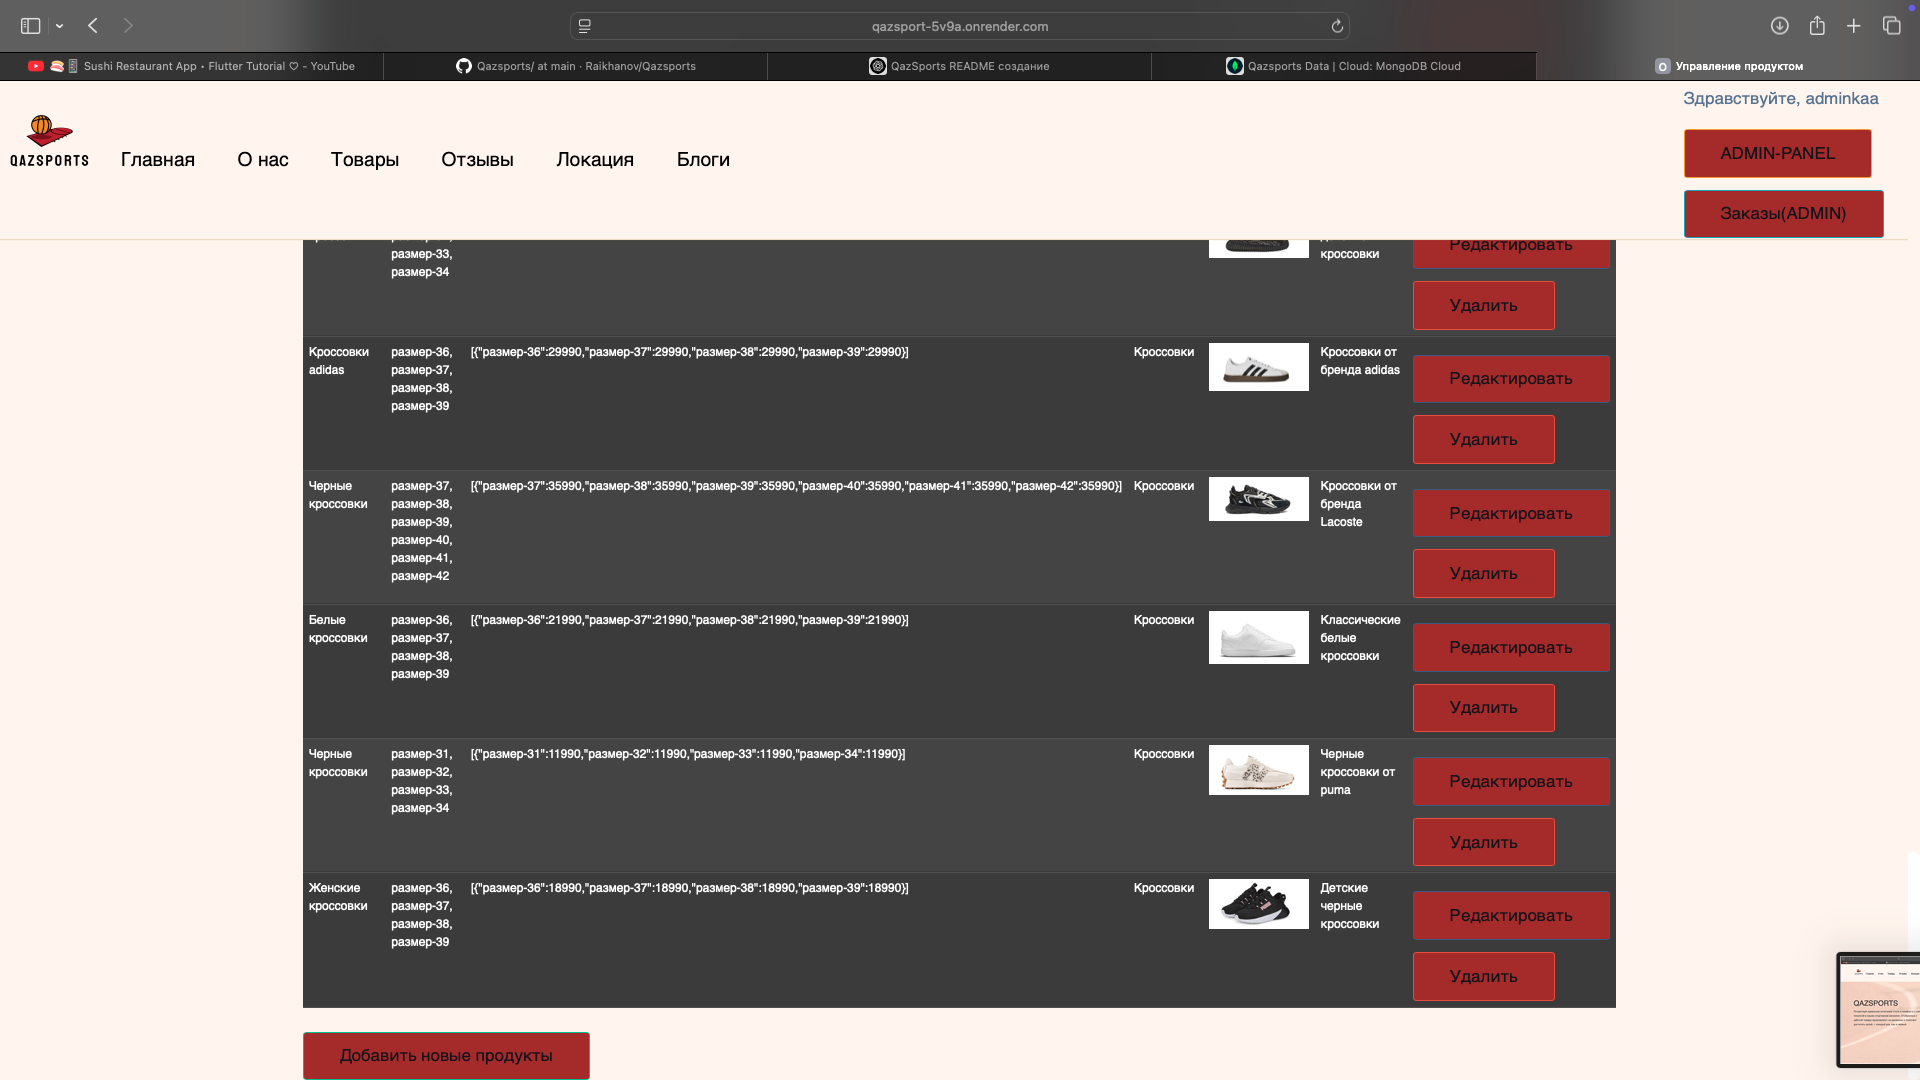 qazsport-5v9a.onrender.com
Sushi Restaurant App • Flutter Tutorial ♡ - YouTube
Qazsports/ at main · Raikhanov/Qazsports
QazSports README создание
Qazsports Data | Cloud: MongoDB Cloud
Управление продуктом
Здравствуйте, adminkaa
QAZSPORTS
Главная
О нас
Товары
Отзывы
Локация
Блоги
ADMIN-PANEL
Заказы(ADMIN)
размер-33,
размер-34
кроссовки
Редактировать
Удалить
Кроссовки
adidas
размер-36,
размер-37,
размер-38,
размер-39
[{"размер-36":29990,"размер-37":29990,"размер-38":29990,"размер-39":29990}]
Кроссовки
Кроссовки от
бренда adidas
Редактировать
Удалить
Черные
кроссовки
размер-37,
размер-38,
размер-39,
размер-40,
размер-41,
размер-42
[{"размер-37":35990,"размер-38":35990,"размер-39":35990,"размер-40":35990,"размер-41":35990,"размер-42":35990}]
Кроссовки
Кроссовки от
бренда
Lacoste
Редактировать
Удалить
Белые
кроссовки
размер-36,
размер-37,
размер-38,
размер-39
[{"размер-36":21990,"размер-37":21990,"размер-38":21990,"размер-39":21990}]
Кроссовки
Классические
белые
кроссовки
Редактировать
Удалить
Черные
кроссовки
размер-31,
размер-32,
размер-33,
размер-34
[{"размер-31":11990,"размер-32":11990,"размер-33":11990,"размер-34":11990}]
Кроссовки
Черные
кроссовки от
puma
Редактировать
Удалить
Женские
кроссовки
размер-36,
размер-37,
размер-38,
размер-39
[{"размер-36":18990,"размер-37":18990,"размер-38":18990,"размер-39":18990}]
Кроссовки
Детские
черные
кроссовки
Редактировать
Удалить
Добавить новые продукты
QAZSPORTS